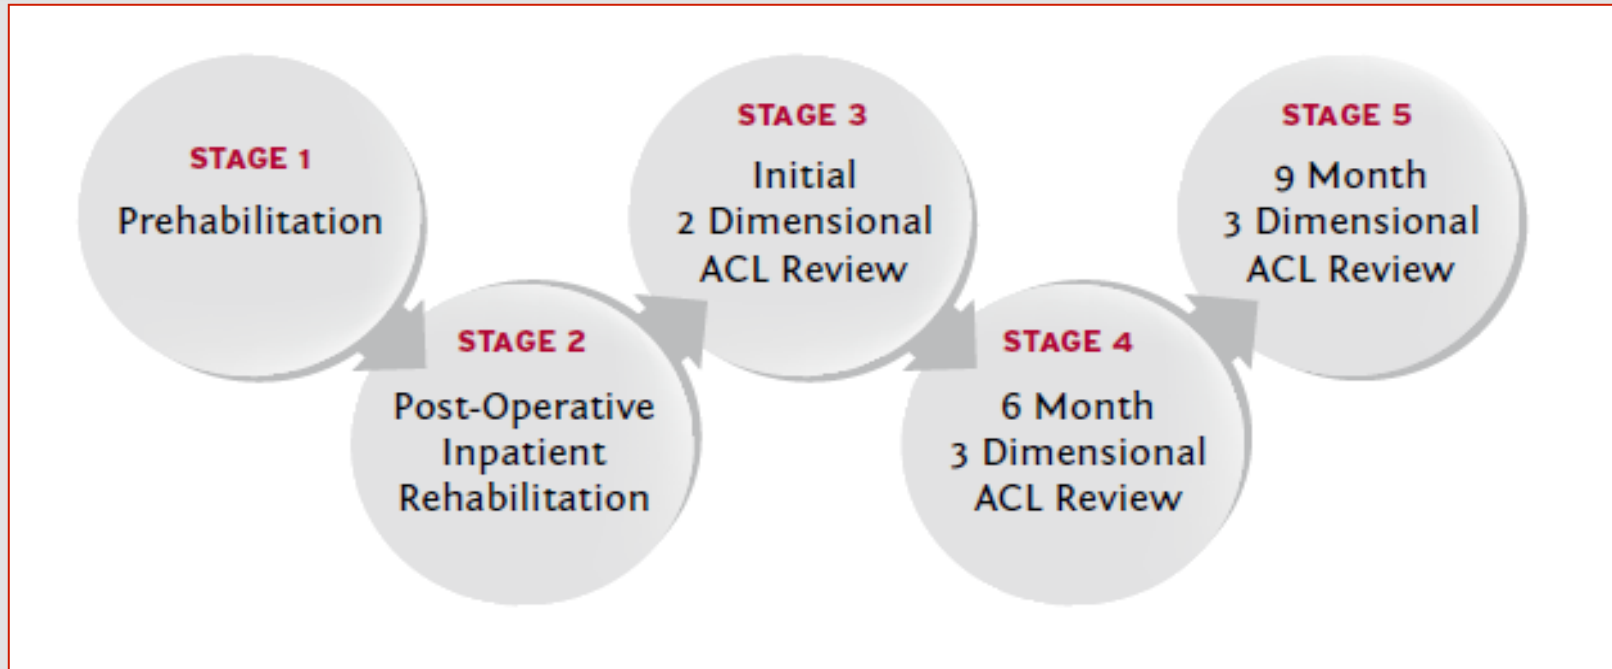 STAGE 1
Prehabilitation
STAGE 2
Post-Operative
Inpatient
Rehabilitation
STAGE 3
Initial
2 Dimensional
ACL Review
STAGE 4
6 Month
3 Dimensional
ACL Review
STAGE 5
9 Month
3 Dimensional
ACL Review